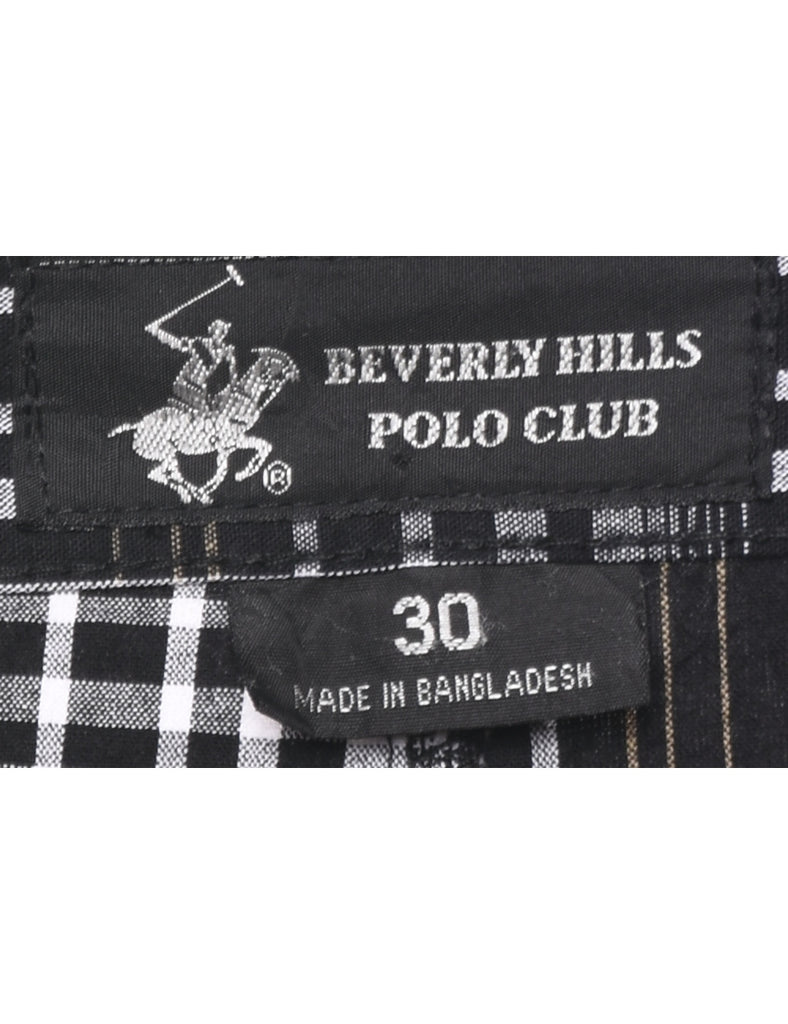 BEVERLY HILLS
POLO CLUB
®
30
MADE IN BANGLADESH